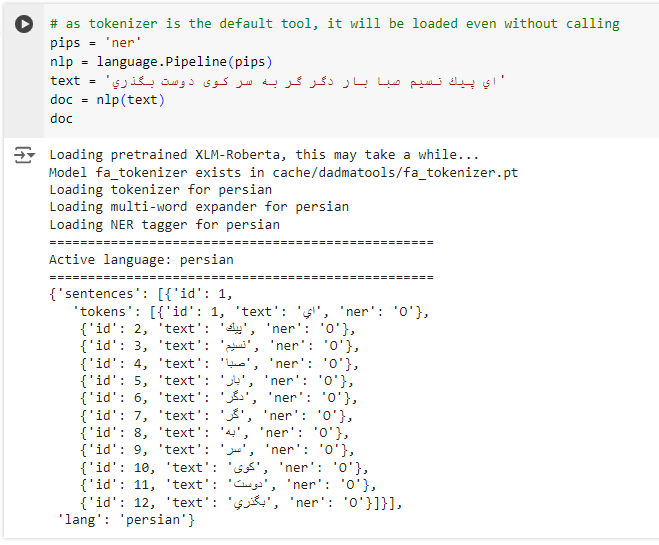 # as tokenizer is the default tool, it will be loaded even without calling
pips = 'ner'
nlp = language.Pipeline(pips)
text = 'اي پيك نسيم صبا بار دگر گر به سر كوی دوست بگذري'
doc = nlp(text)
doc
Loading pretrained XLM-Roberta, this may take a while...
Model fa_tokenizer exists in cache/dadmatools/fa_tokenizer.pt
Loading tokenizer for persian
Loading multi-word expander for persian
Loading NER tagger for persian
==================================================
Active language: persian
==================================================
{'sentences': [{'id': 1,
'tokens': [{'id': 1, 'text': 'اي', 'ner': 'O'},
{'id': 2, 'text': 'پيك', 'ner': 'O'},
{'id': 3, 'text': 'نسيم', 'ner': 'O'},
{'id': 4, 'text': 'صبا', 'ner': 'O'},
{'id': 5, 'text': 'بار', 'ner': 'O'},
{'id': 6, 'text': 'دگر', 'ner': 'O'},
{'id': 7, 'text': 'گر', 'ner': 'O'},
{'id': 8, 'text': 'به', 'ner': 'O'},
{'id': 9, 'text': 'سر', 'ner': 'O'},
{'id': 10, 'text': 'كوی', 'ner': 'O'},
{'id': 11, 'text': 'دوست', 'ner': 'O'},
{'id': 12, 'text': 'بگذري', 'ner': 'O'}]}],
'lang': 'persian'}